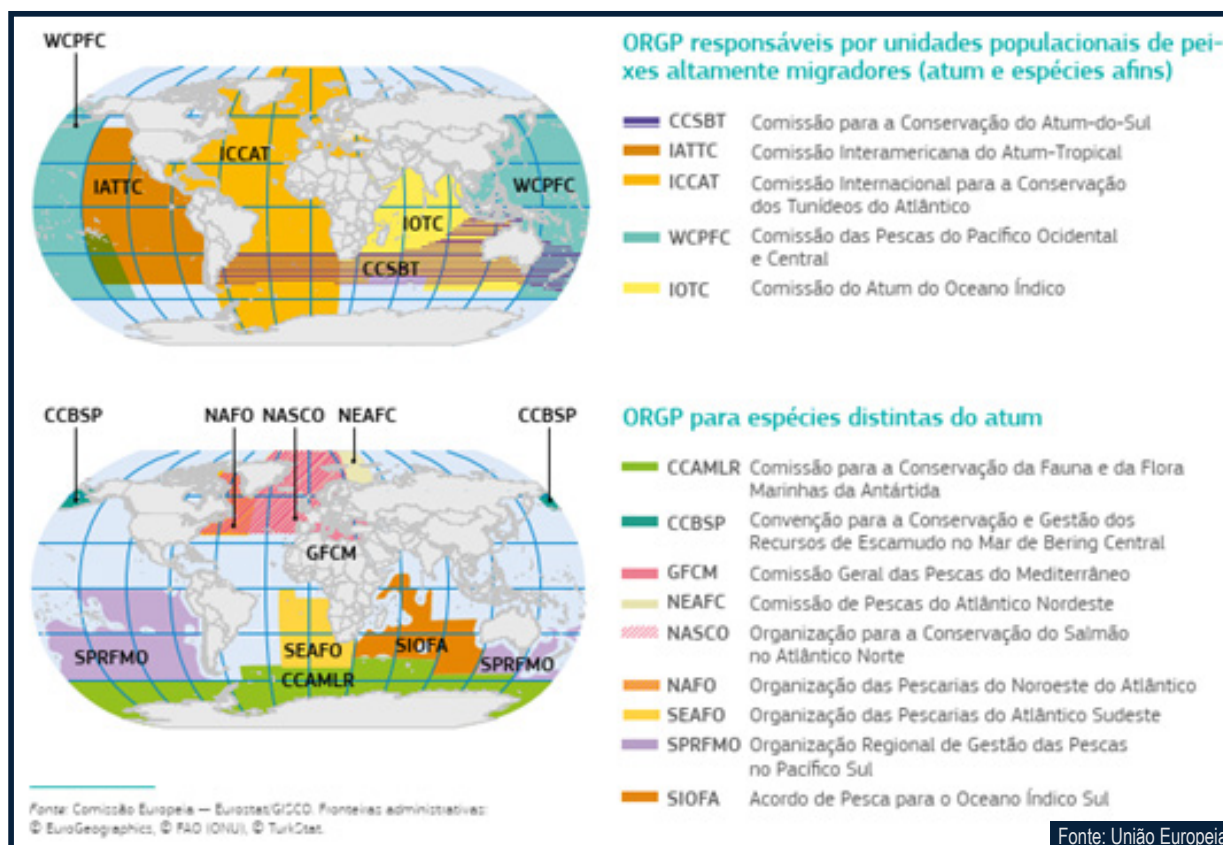 WCPFC
ICCAT
IATTC
WCPFC
IOTC
CCSBT
ORGP responsáveis por unidades populacionais de pei-
xes altamente migradores (atum e espécies afins)
CCSBT Comissão para a Conservação do Atum-do-Sul
IATTC Comissão Interamericana do Atum-Tropical
ICCAT Comissão Internacional para a Conservação
dos Tunídeos do Atlântico
WCPFC Comissão das Pescas do Pacífico Ocidental
e Central
IOTC Comissão do Atum do Oceano Índico
CCBSP NAFO NASCO NEAFC CCBSP
GFCM
SPRFMO SEAFO SIOFA SPRFMO
CCAMLR
ORGP para espécies distintas do atum
CCAMLR Comissão para a Conservação da Fauna e da Flora
Marinhas da Antártida
CCBSP Convenção para a Conservação e Gestão dos
Recursos de Escamudo no Mar de Bering Central
GFCM Comissão Geral das Pescas do Mediterrâneo
NEAFC Comissão de Pescas do Atlântico Nordeste
NASCO Organização para a Conservação do Salmão
no Atlântico Norte
NAFO Organização das Pescarias do Noroeste do Atlântico
SEAFO Organização das Pescarias do Atlântico Sudeste
SPRFMO Organização Regional de Gestão das Pescas
no Pacífico Sul
SIOFA Acordo de Pesca para o Oceano Índico Sul
Fonte: Comissão Europeia — Eurostat/GISCO. Fronteiras administrativas:
© EuroGeographics, © FAO (ONU), © TurkStat.
Fonte: União Europeia